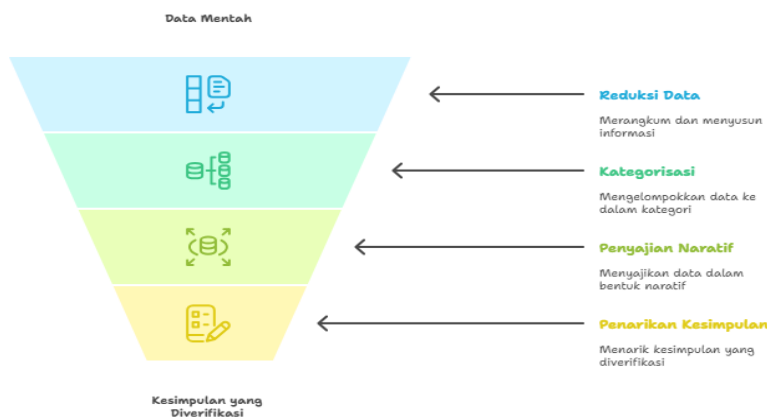 Data Mentah
Reduksi Data
Merangkum dan menyusun
informasi
Kategorisasi
Mengelompokkan data ke
dalam kategori
Penyajian Naratif
Menyajikan data dalam
bentuk naratif
Penarikan Kesimpulan
Menarik kesimpulan yang
diverifikasi
Kesimpulan yang
Diverifikasi